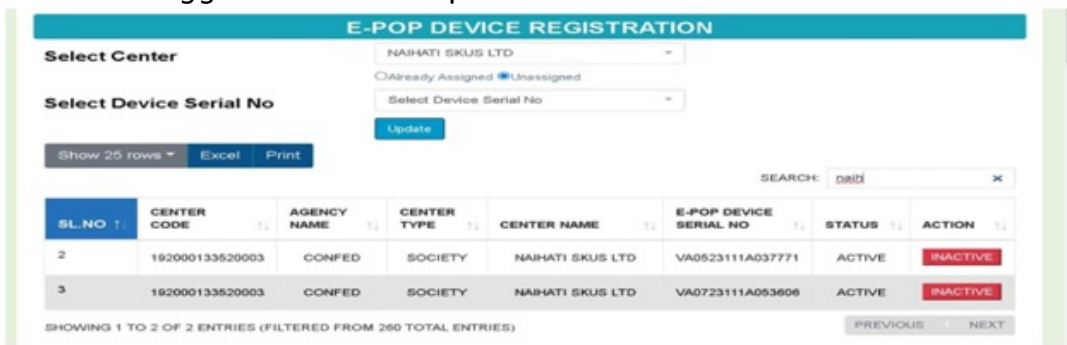 E-POP DEVICE REGISTRATION
Select Center NAIHATI SKUS LTD
Already Assigned Unassigned
Select Device Serial No Select Device Serial No
Update
Show 25 rows Excel Print
SEARCH: naiti ×
SL.NO CENTER CODE AGENCY NAME CENTER TYPE CENTER NAME E-POP DEVICE SERIAL NO STATUS ACTION
2 192000133520003 CONFED SOCIETY NAIHATI SKUS LTD VA0523111A037771 ACTIVE INACTIVE
3 192000133520003 CONFED SOCIETY NAIHATI SKUS LTD VA0723111A053606 ACTIVE INACTIVE
SHOWING 1 TO 2 OF 2 ENTRIES (FILTERED FROM 260 TOTAL ENTRIES) PREVIOUS 1 NEXT